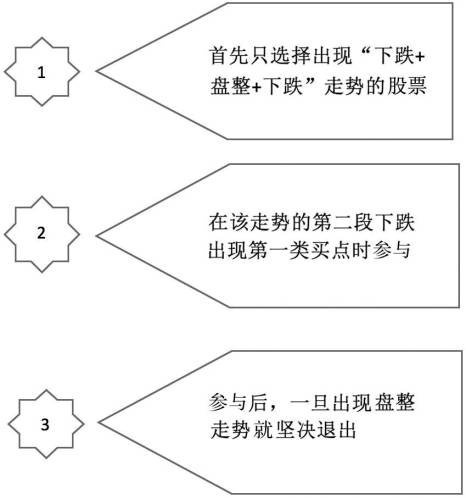 1
首先只选择出现“下跌+
盘整+下跌”走势的股票
2
在该走势的第二段下跌
出现第一类买点时参与
3
参与后，一旦出现盘整
走势就坚决退出